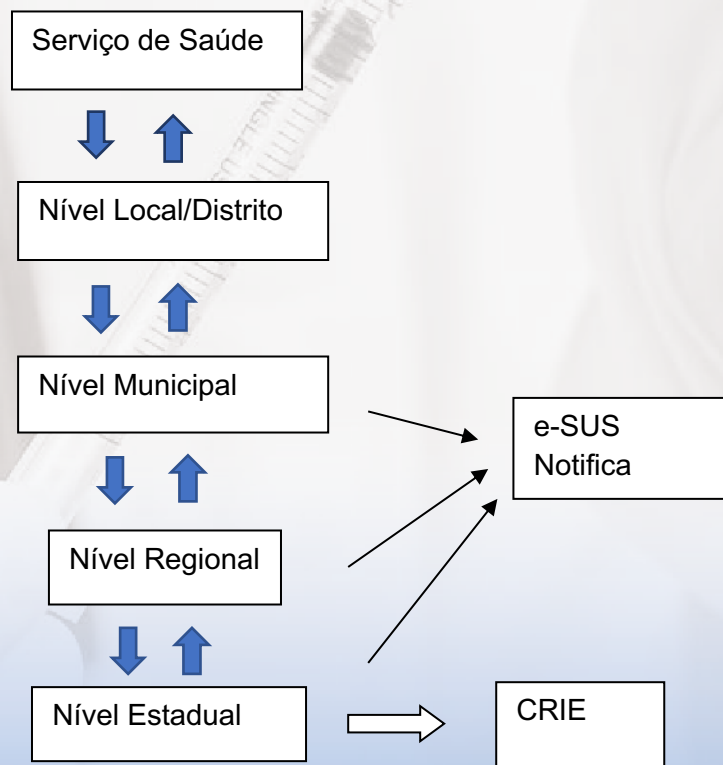 Serviço de Saúde
Nível Local/Distrito
Nível Municipal
e-SUS
Notifica
Nível Regional
Nível Estadual
CRIE